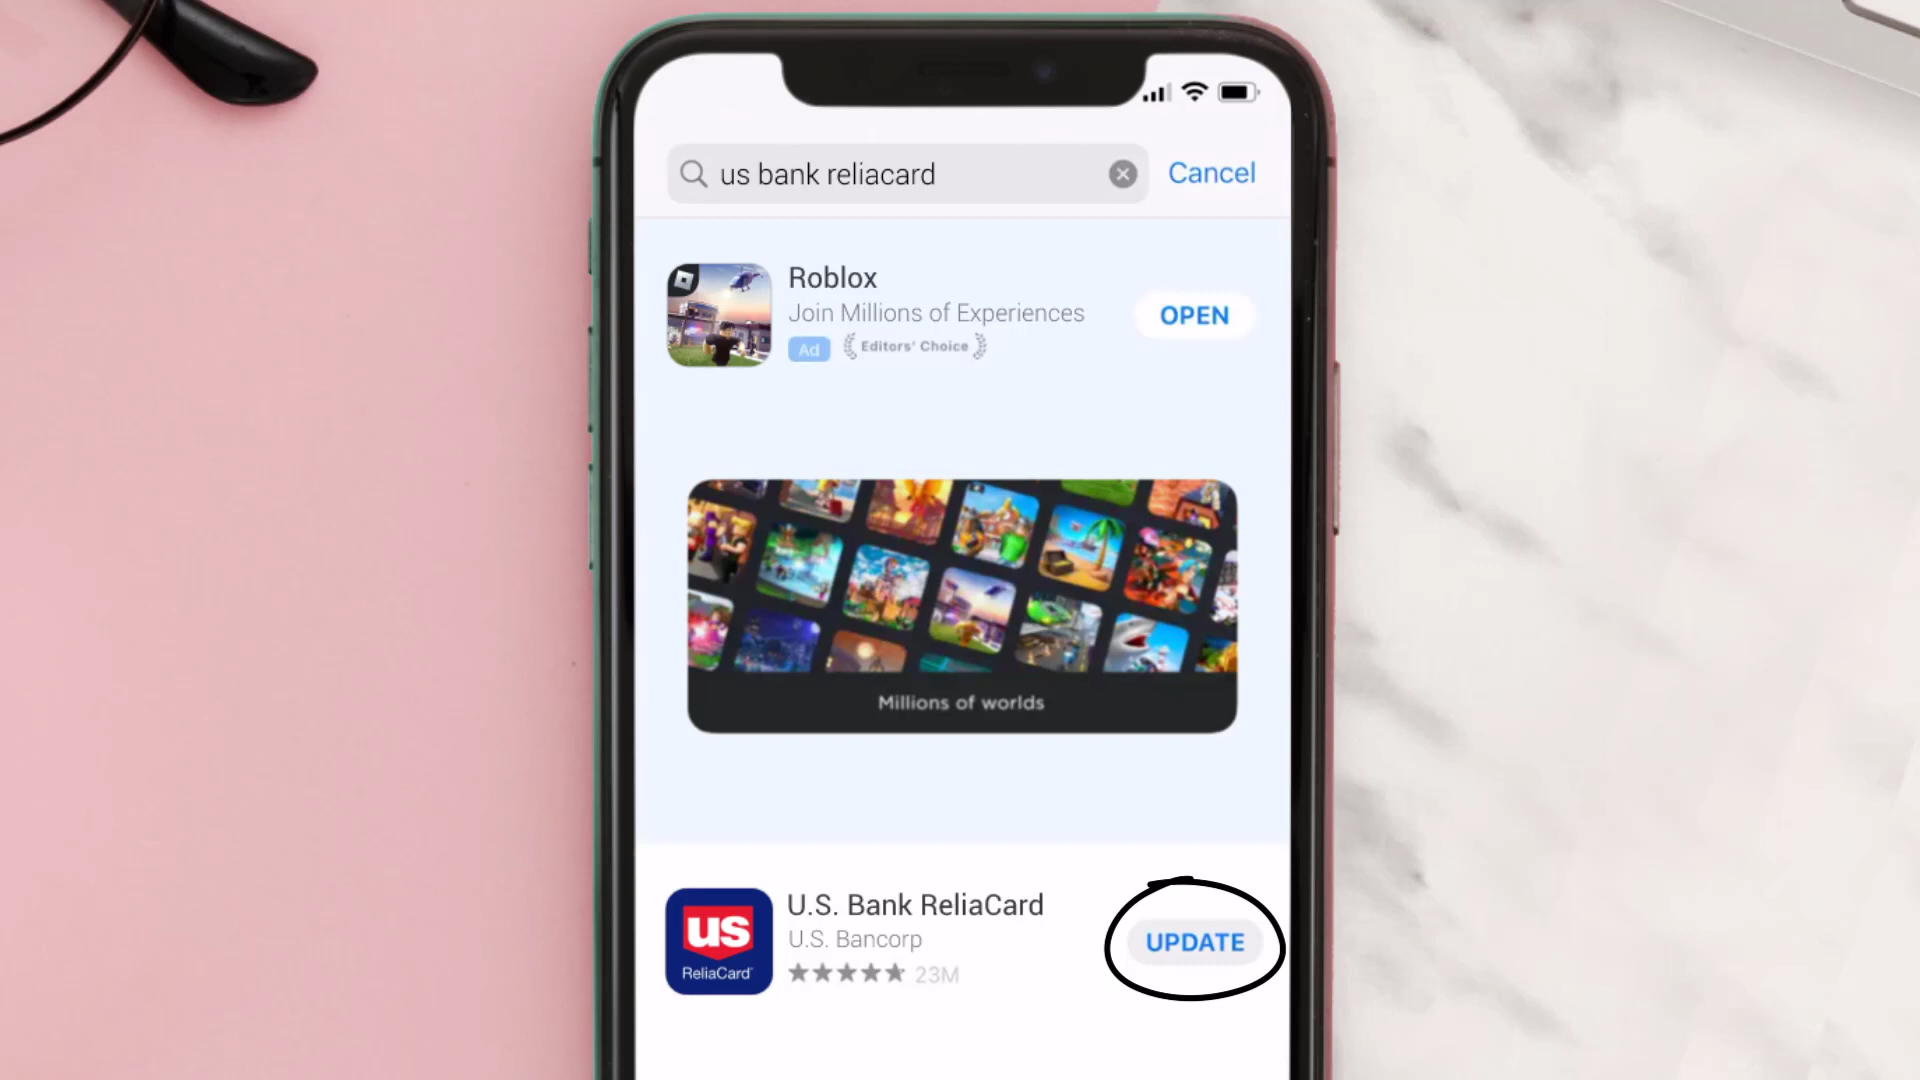 us bank reliacard
Cancel
Roblox
Join Millions of Experiences
OPEN
Ad
Editors' Choice
Millions of worlds
U.S. Bank ReliaCard
U.S. Bancorp
23M
UPDATE
us
ReliaCard